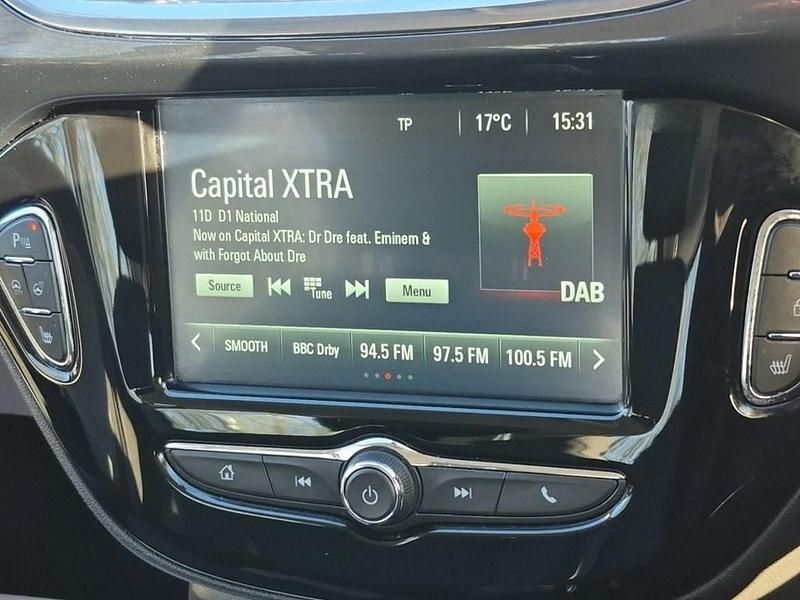 TP 17°C 15:31
Capital XTRA
11D D1 National
Now on Capital XTRA: Dr Dre feat. Eminem &
with Forgot About Dre
Source Tune Menu
DAB
SMOOTH BBC Drby 94.5 FM 97.5 FM 100.5 FM
P